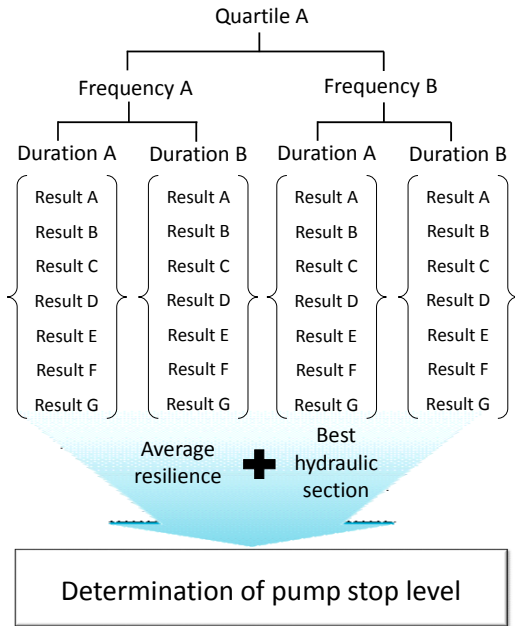 Quartile A
Frequency A Frequency B
Duration A Duration B Duration A Duration B
Result A Result A Result A Result A
Result B Result B Result B Result B
Result C Result C Result C Result C
Result D Result D Result D Result D
Result E Result E Result E Result E
Result F Result F Result F Result F
Result G Result G Result G Result G
Average
resilience
+
Best
hydraulic
section
Determination of pump stop level